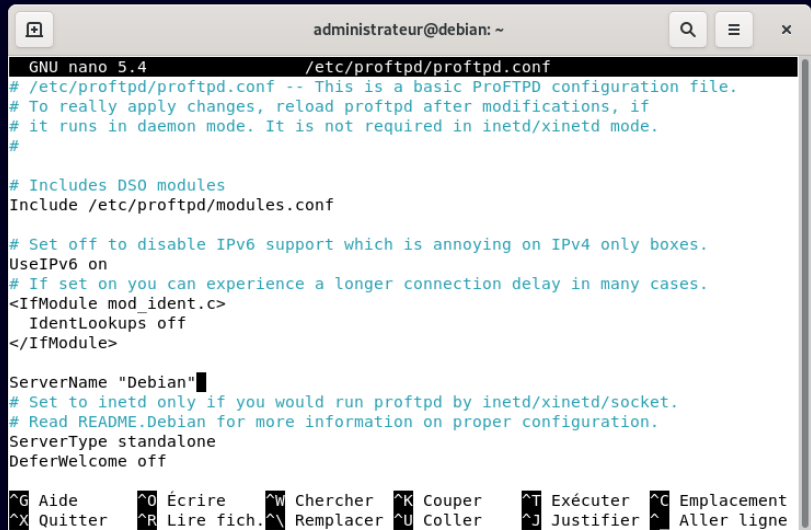 administrateur@debian: ~
GNU nano 5.4 /etc/proftpd/proftpd.conf
# /etc/proftpd/proftpd.conf -- This is a basic ProFTPD configuration file.
# To really apply changes, reload proftpd after modifications, if
# it runs in daemon mode. It is not required in inetd/xinetd mode.
#

# Includes DSO modules
Include /etc/proftpd/modules.conf

# Set off to disable IPv6 support which is annoying on IPv4 only boxes.
UseIPv6 on
# If set on you can experience a longer connection delay in many cases.
<IfModule mod_ident.c>
  IdentLookups off
</IfModule>

ServerName "Debian"
# Set to inetd only if you would run proftpd by inetd/xinetd/socket.
# Read README.Debian for more information on proper configuration.
ServerType standalone
DeferWelcome off

^G Aide ^O Écrire ^W Chercher ^K Couper ^T Exécuter ^C Emplacement
^X Quitter ^R Lire fich. ^\ Remplacer ^U Coller ^J Justifier ^_ Aller ligne